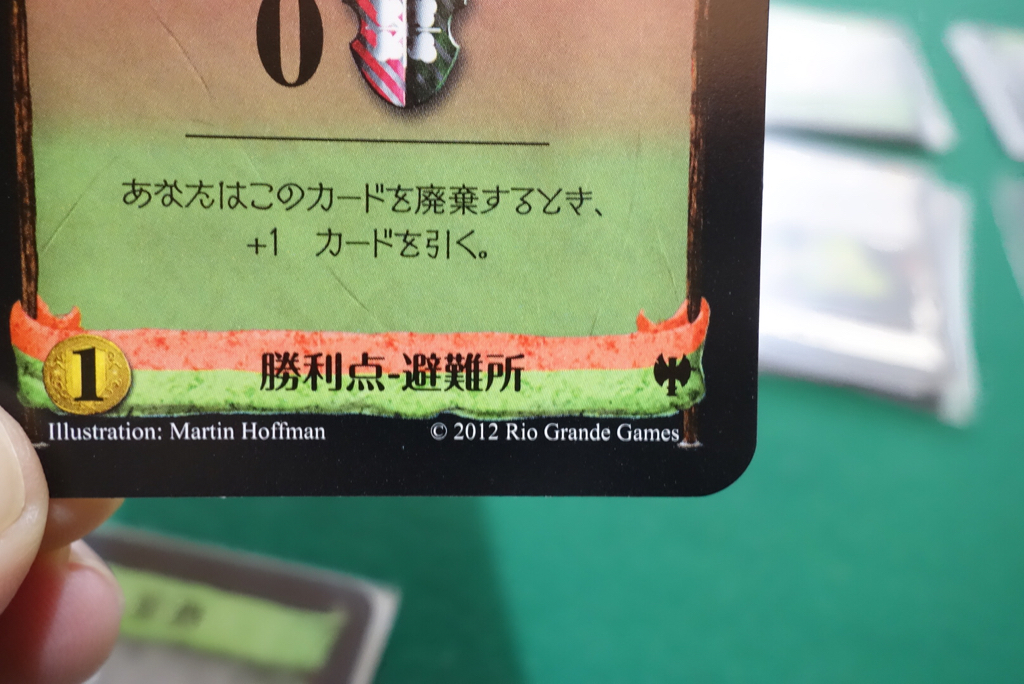 0
あなたはこのカードを廃棄するとき、
+1 カードを引く。
1
勝利点-避難所
Illustration: Martin Hoffman
© 2012 Rio Grande Games